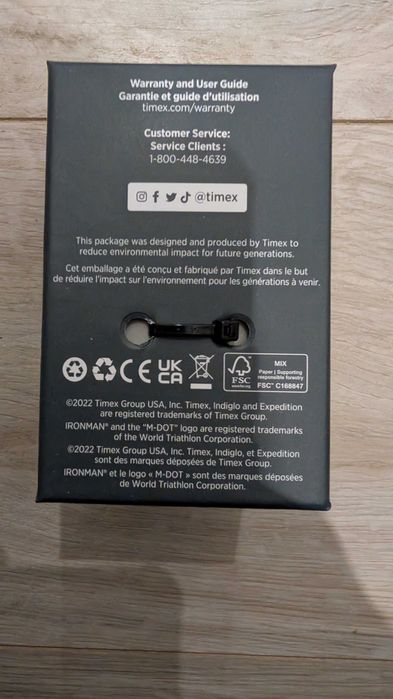 Warranty and User Guide
Garantie et guide d'utilisation
timex.com/warranty
Customer Service:
Service Clients :
1-800-448-4639
@timex
This package was designed and produced by Timex to
reduce environmental impact for future generations.
Cet emballage a été conçu et fabriqué par Timex dans le but
de réduire l'impact sur l'environnement pour les générations à venir.
CE UK
CA
FSC
www.fsc.org
MIX
Paper | Supporting
responsible forestry
FSC™ C168847
©2022 Timex Group USA, Inc. Timex, Indiglo and Expedition
are registered trademarks of Timex Group.
IRONMAN® and the “M-DOT” logo are registered trademarks
of the World Triathlon Corporation.
©2022 Timex Group USA, Inc. Timex, Indiglo, et Expedition
sont des marques déposées de Timex Group.
IRONMAN® et le logo « M-DOT » sont des marques déposées
de World Triathlon Corporation.